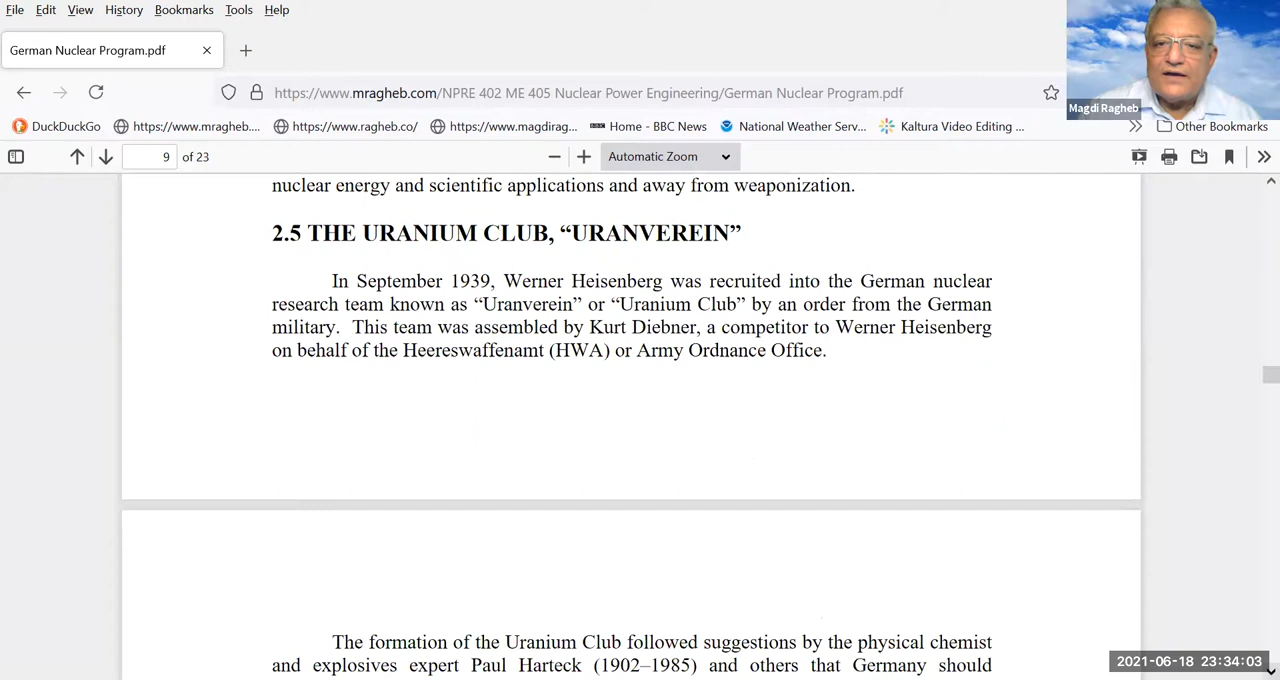 File Edit View History Bookmarks Tools Help
German Nuclear Program.pdf
https://www.mragheb.com/NPRE 402 ME 405 Nuclear Power Engineering/German Nuclear Program.pdf
DuckDuckGo https://www.mragheb.... https://www.ragheb.co/ https://www.magdirag... Home - BBC News National Weather Serv... Kaltura Video Editing ... Other Bookmarks
Magdi Ragheb
9 of 23 Automatic Zoom
nuclear energy and scientific applications and away from weaponization.
2.5 THE URANIUM CLUB, “URANVEREIN”
In September 1939, Werner Heisenberg was recruited into the German nuclear
research team known as “Uranverein” or “Uranium Club” by an order from the German
military. This team was assembled by Kurt Diebner, a competitor to Werner Heisenberg
on behalf of the Heereswaffenamt (HWA) or Army Ordnance Office.
The formation of the Uranium Club followed suggestions by the physical chemist
and explosives expert Paul Harteck (1902–1985) and others that Germany should
2021-06-18 23:34:03